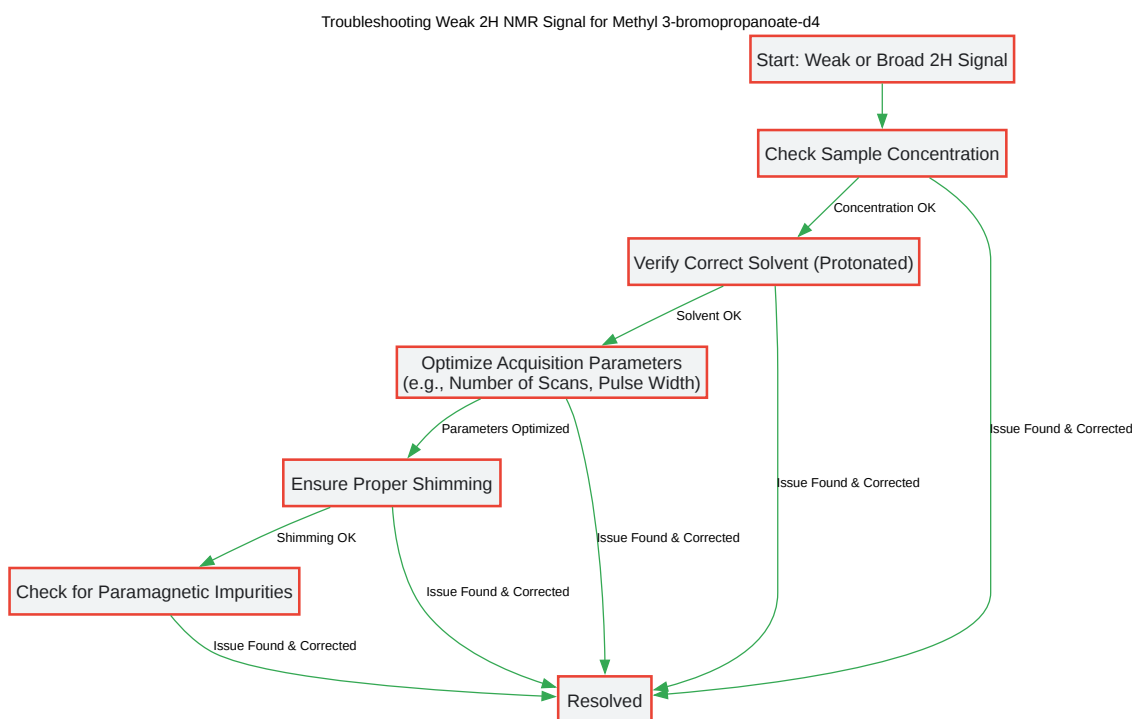 Troubleshooting Weak 2H NMR Signal for Methyl 3-bromopropanoate-d4
Start: Weak or Broad 2H Signal
Check Sample Concentration
Concentration OK
Verify Correct Solvent (Protonated)
Solvent OK
Optimize Acquisition Parameters
(e.g., Number of Scans, Pulse Width)
Parameters Optimized
Issue Found & Corrected
Ensure Proper Shimming
Issue Found & Corrected
Shimming OK
Issue Found & Corrected
Check for Paramagnetic Impurities
Issue Found & Corrected
Issue Found & Corrected
Resolved